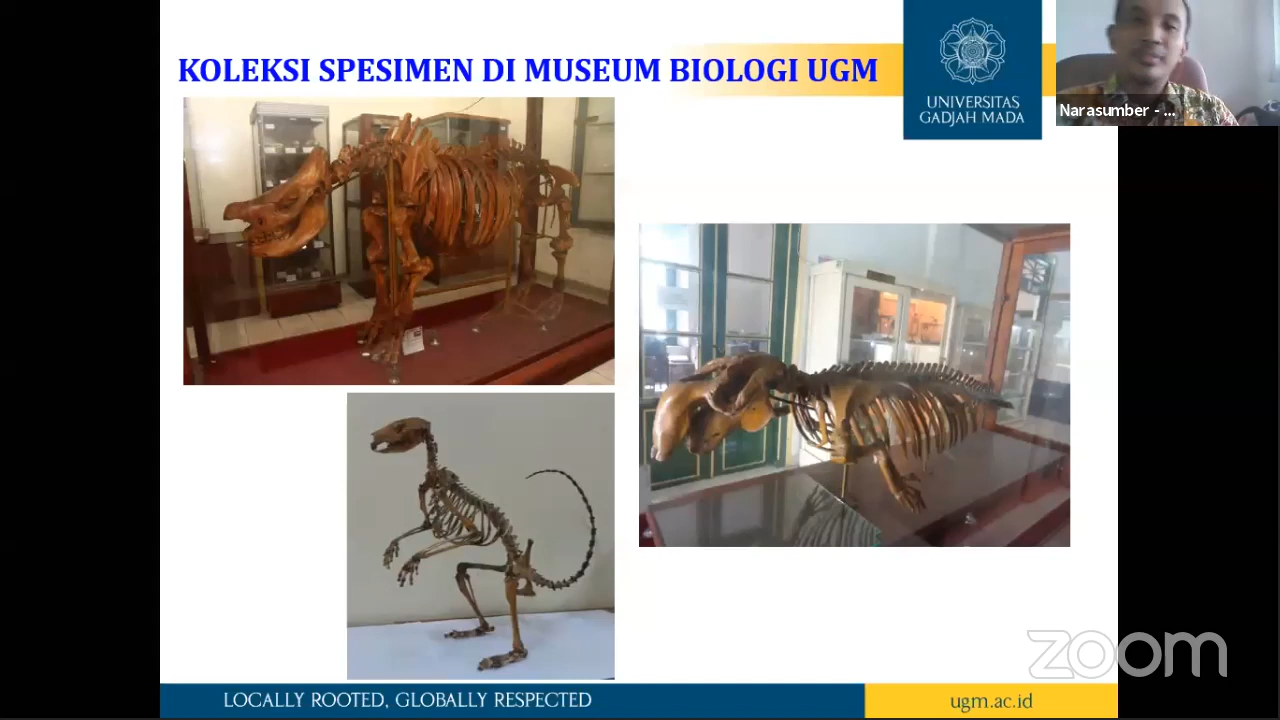 KOLEKSI SPESIMEN DI MUSEUM BIOLOGI UGM
UNIVERSITAS
GADJAH MADA
Narasumber - ...
zoom
LOCALLY ROOTED, GLOBALLY RESPECTED
ugm.ac.id